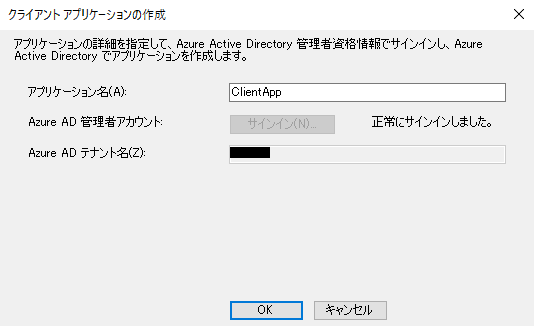 クライアント アプリケーションの作成
アプリケーションの詳細を指定して、Azure Active Directory 管理者資格情報でサインインし、Azure
Active Directory でアプリケーションを作成します。
アプリケーション名(A): ClientApp
Azure AD 管理者アカウント: サインイン(N)... 正常にサインインしました。
Azure AD テナント名(Z):
OK キャンセル